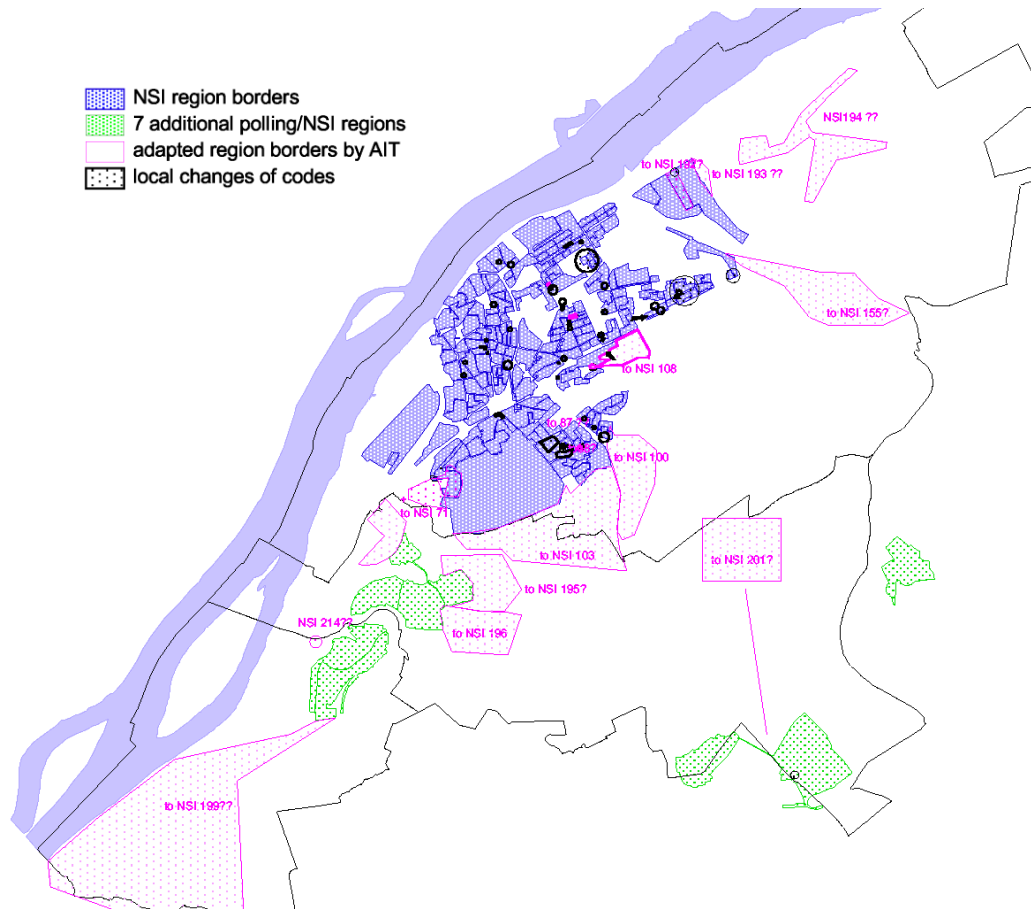 NSI region borders
7 additional polling/NSI regions
adapted region borders by AIT
local changes of codes
NSI194 ??
to NSI 193 ??
to NSI 155?
to NSI 108
to 87 ?
to NSI 100
to NSI 71
to NSI 103
to NSI 201?
to NSI 195?
NSI 214??
to NSI 196
to NSI 199??